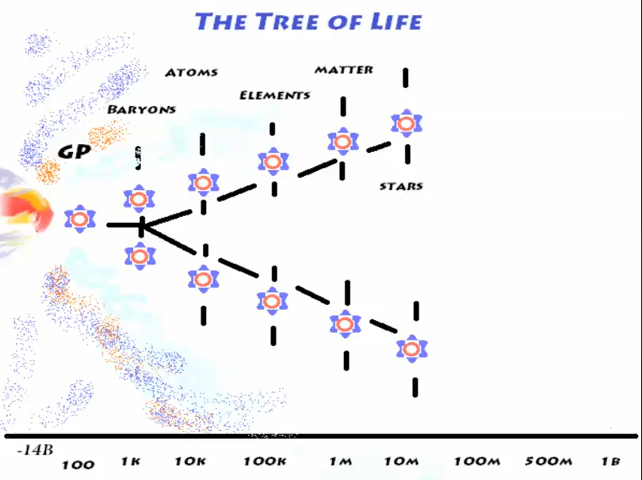 The Tree of Life
Matter
Atoms
Elements
Baryons
GP
Stars
-14B
100 1K 10K 100K 1M 10M 100M 500M 1B